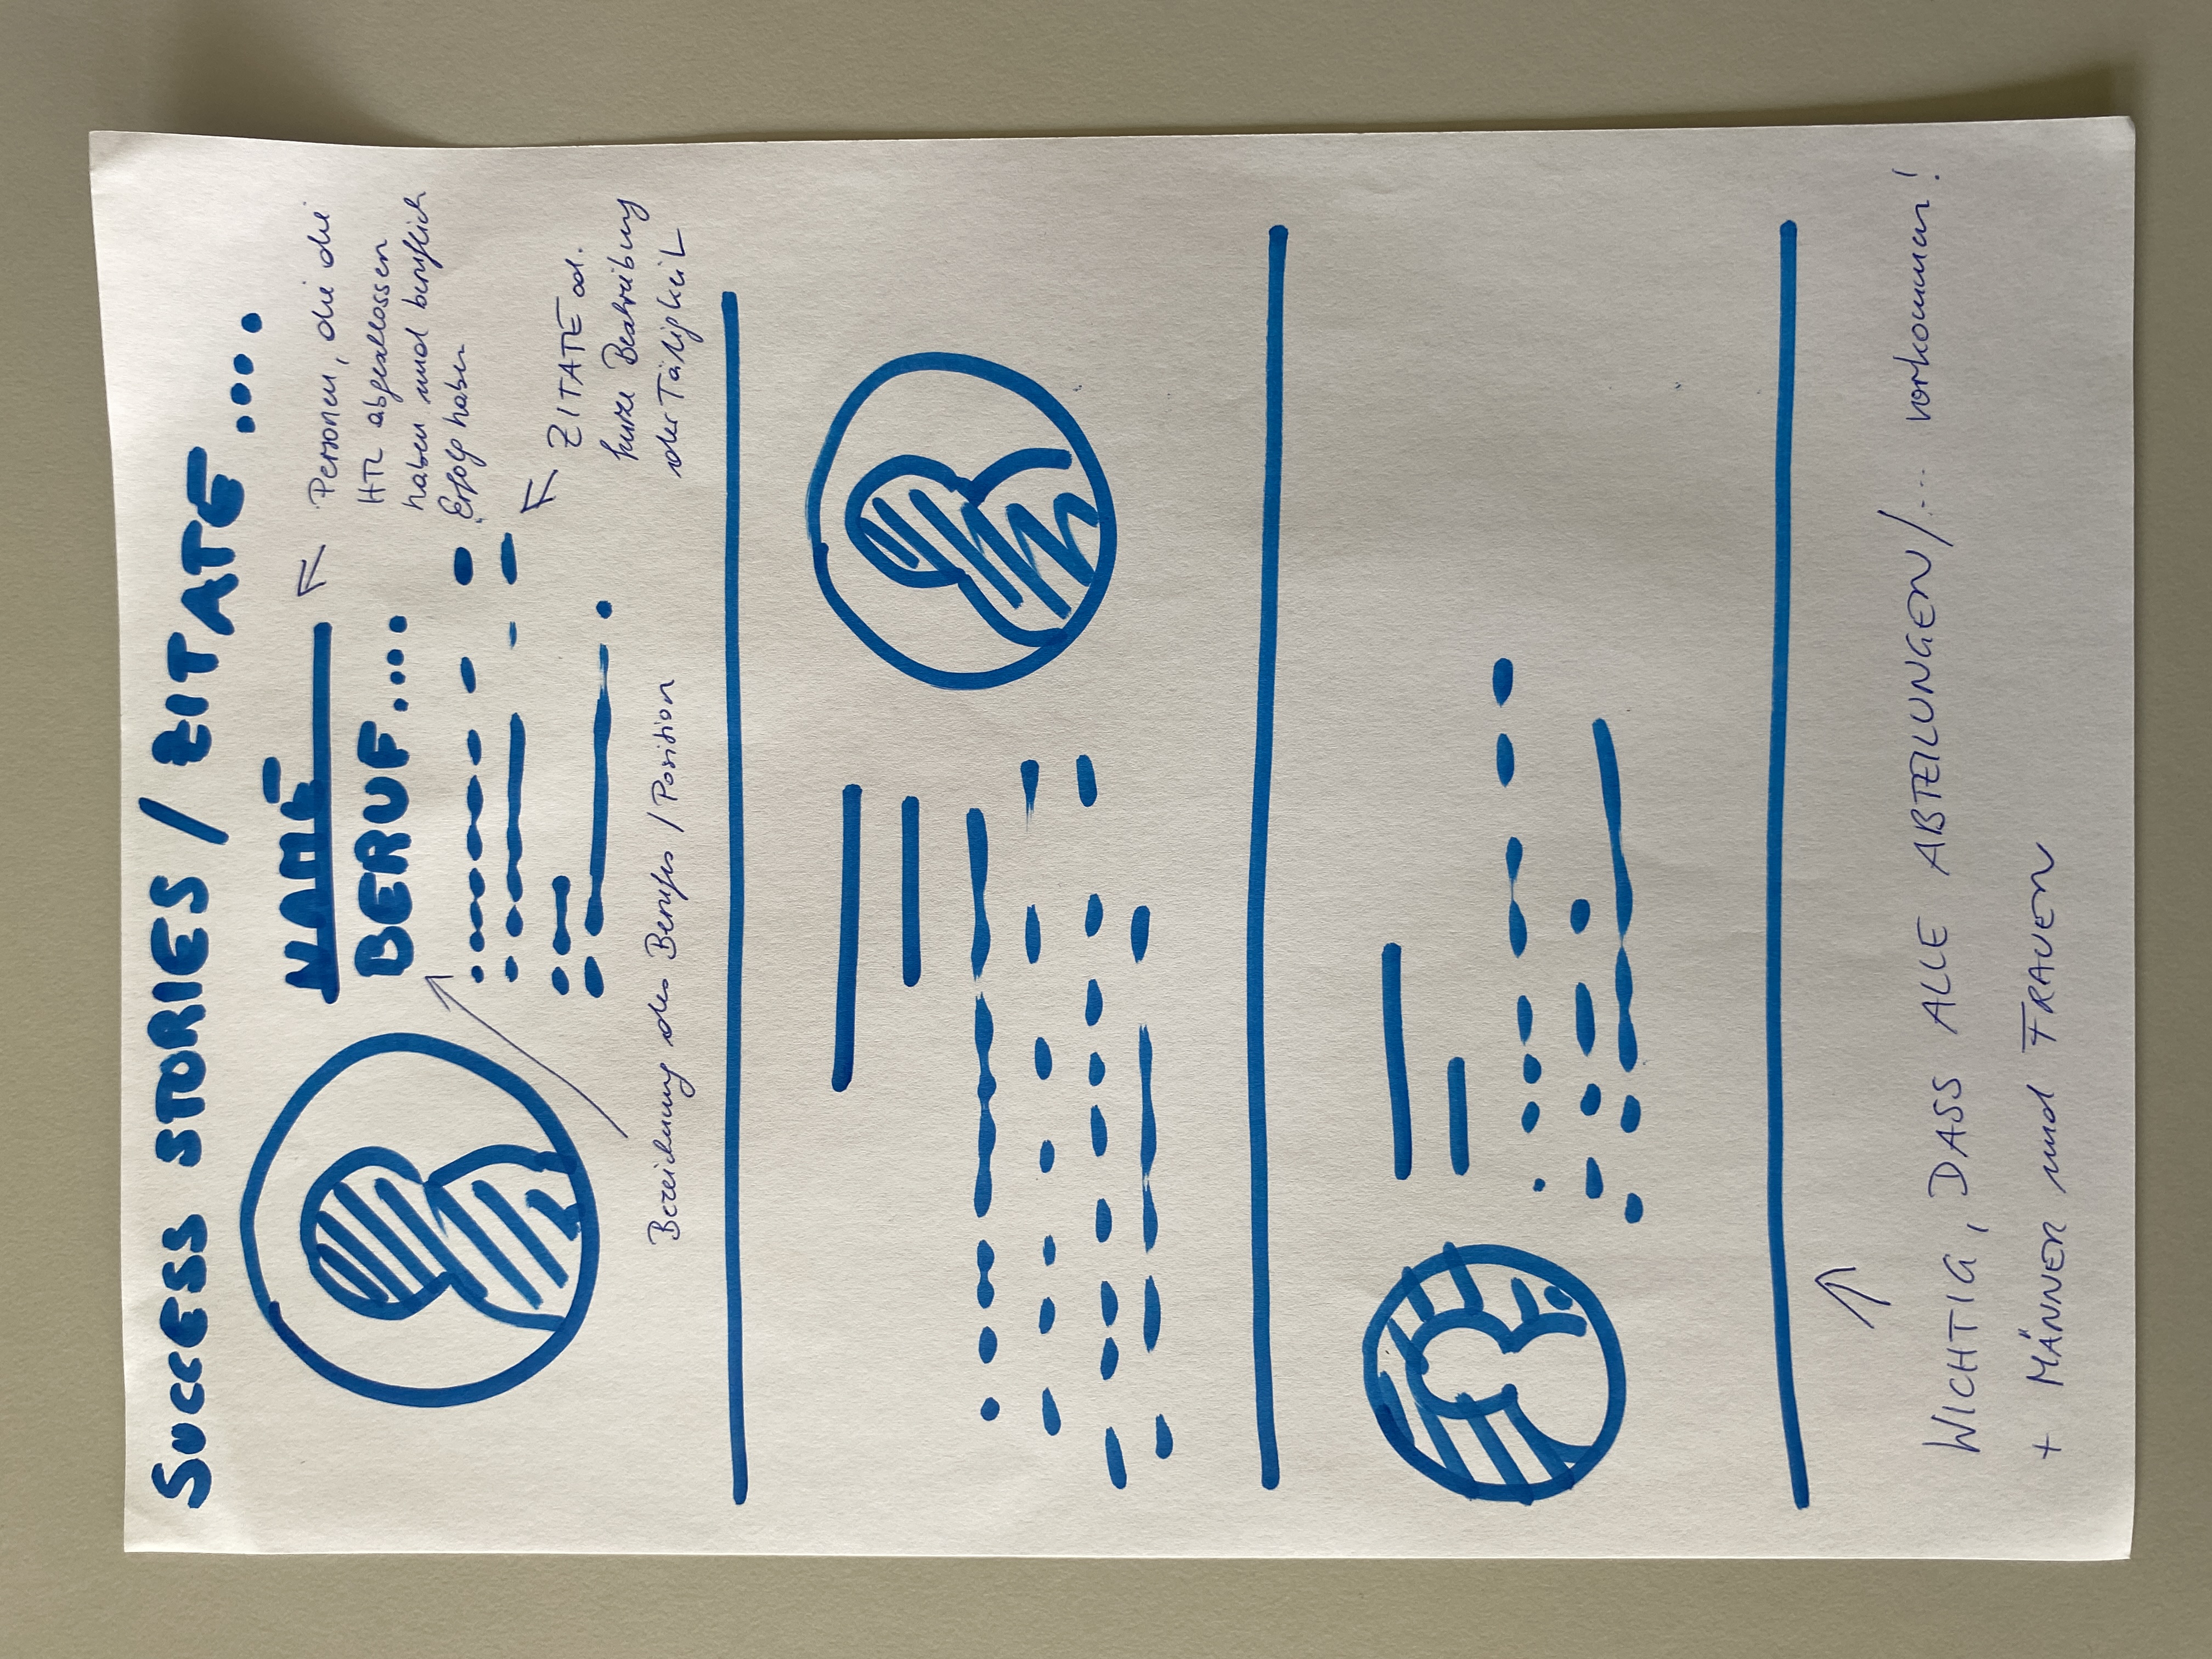 SUCCESS STORIES / ZITATE ....
NAME
BERUF....
Personen, die die
HTL abgeschlossen
haben und beruflich
Erfolg haben
ZITATE od.
kurze Beschreibung
der Tätigkeit
Bezeichnung des Berufes / Position
WICHTIG, DASS ALLE ABTEILUNGEN/... vorkommen!
+ MÄNNER und FRAUEN